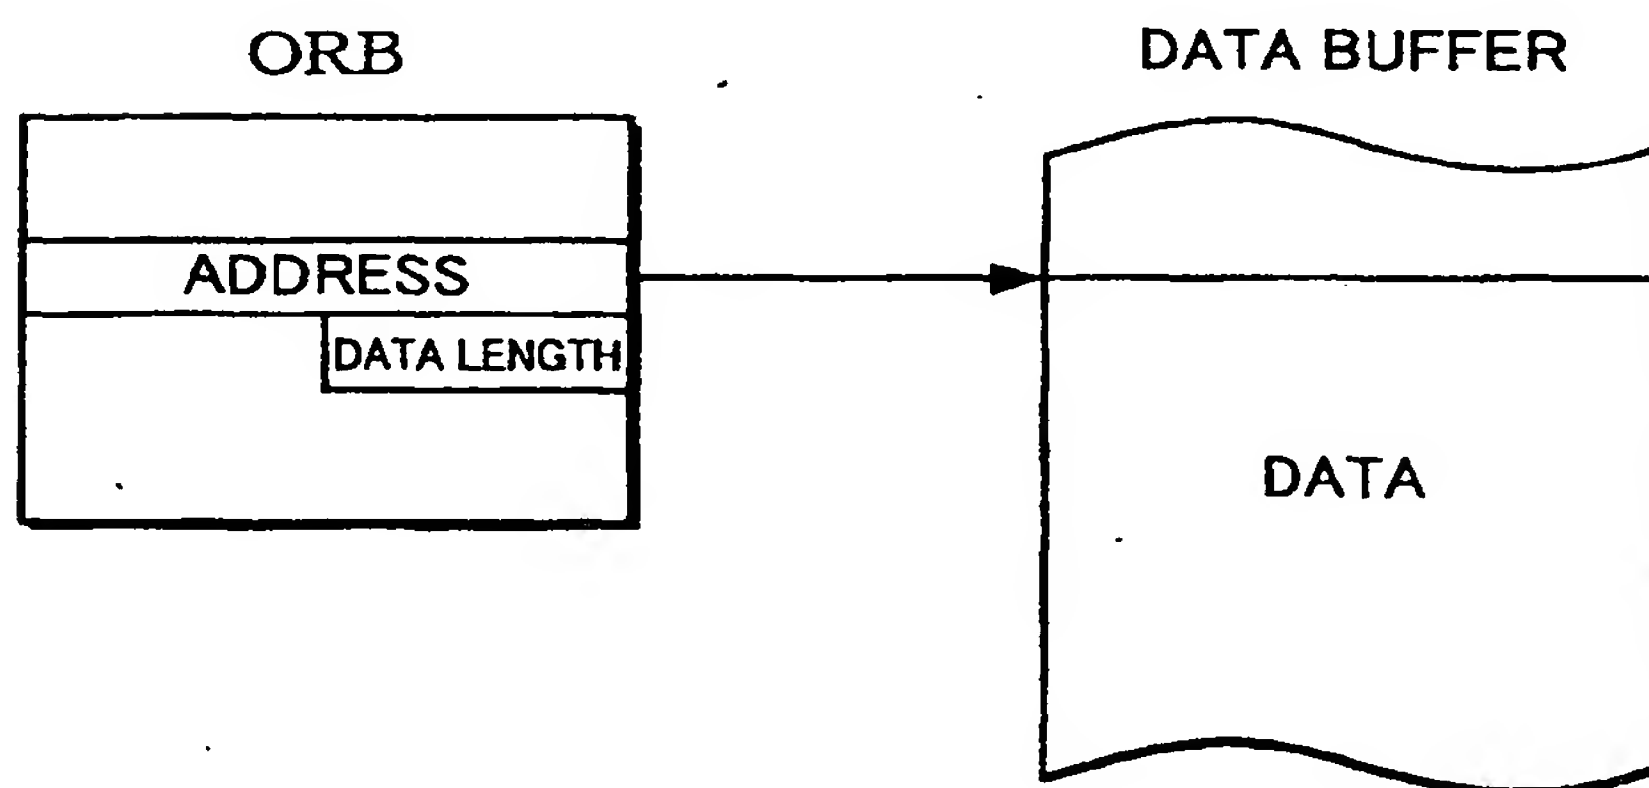 ORB
DATA BUFFER
ADDRESS
DATA LENGTH
DATA